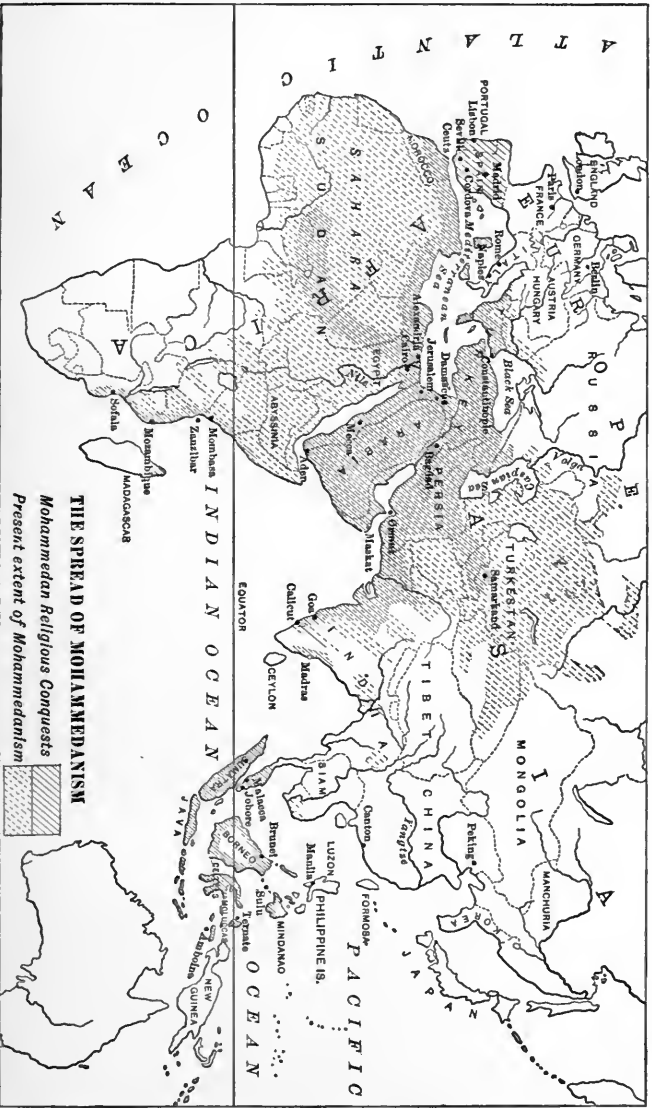 ATLANTIC
OCEAN
ENGLAND
London
Paris
FRANCE
GERMANY
Berlin
AUSTRIA
HUNGARY
RUSSIA
EUROPE
PORTUGAL
Lisbon
Seville
Ceuta
SPAIN
Madrid
Cordova
Rome
Naples
ITALY
Mediterranean
Sea
Black Sea
Constantinople
Caspian
Sea
Volga
MOROCCO
SAHARA
SUDAN
AFRICA
Alexandria
Cairo
EGYPT
Nile
Jerusalem
Damascus
Bagdad
PERSIA
Mecca
ARABIA
Aden
Maskat
Ormuz
ABYSSINIA
Mombasa
Zanzibar
Mozambique
Sofala
MADAGASCAR
TURKESTAN
Samarkand
ASIA
TIBET
MONGOLIA
MANCHURIA
CHINA
Peking
Yangtse
Canton
KOREA
JAPAN
FORMOSA
INDIA
Goa
Calicut
Madras
CEYLON
SIAM
EQUATOR
INDIAN OCEAN
PACIFIC
OCEAN
LUZON
Manila
PHILIPPINE IS.
MINDANAO
Sulu
Brunei
BORNEO
Malacca
Johore
SUMATRA
JAVA
CELEBES
MOLUCCAS
Ternate
Amboina
NEW
GUINEA
THE SPREAD OF MOHAMMEDANISM
Mohammedan Religious Conquests
Present extent of Mohammedanism